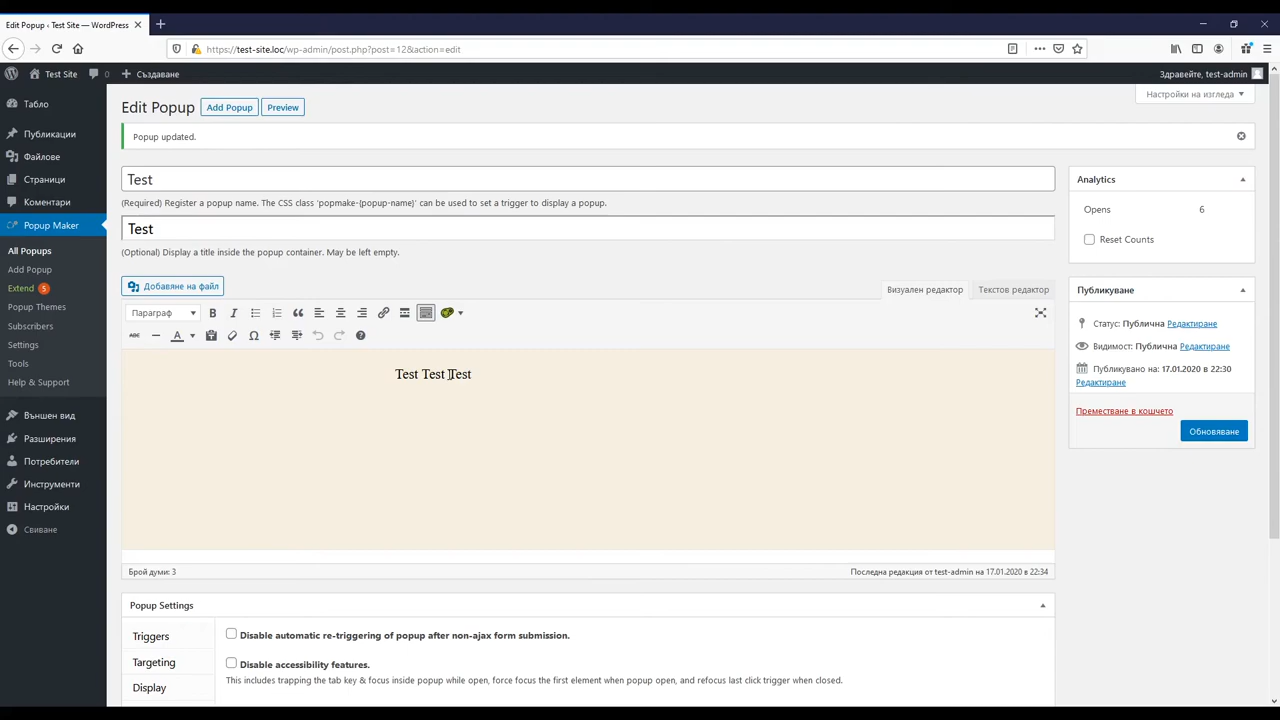 Edit Popup ‹ Test Site — WordPress
https://test-site.loc/wp-admin/post.php?post=12&action=edit
Test Site
0
Създаване
Здравейте, test-admin
Табло
Публикации
Файлове
Страници
Коментари
Popup Maker
All Popups
Add Popup
Extend 5
Popup Themes
Subscribers
Settings
Tools
Help & Support
Външен вид
Разширения
Потребители
Инструменти
Настройки
Свиване
Edit Popup
Add Popup
Preview
Настройки на изгледа
Popup updated.
Test
(Required) Register a popup name. The CSS class 'popmake-{popup-name}' can be used to set a trigger to display a popup.
Test
(Optional) Display a title inside the popup container. May be left empty.
Добавяне на файл
Визуален редактор
Текстов редактор
Параграф
B
I
ABC
A
Test Test Test
Брой думи: 3
Последна редакция от test-admin на 17.01.2020 в 22:34
Popup Settings
Triggers
Targeting
Display
Disable automatic re-triggering of popup after non-ajax form submission.
Disable accessibility features.
This includes trapping the tab key & focus inside popup while open, force focus the first element when popup open, and refocus last click trigger when closed.
Analytics
Opens
6
Reset Counts
Публикуване
Статус: Публична Редактиране
Видимост: Публична Редактиране
Публикувано на: 17.01.2020 в 22:30
Редактиране
Преместване в кошчето
Обновяване